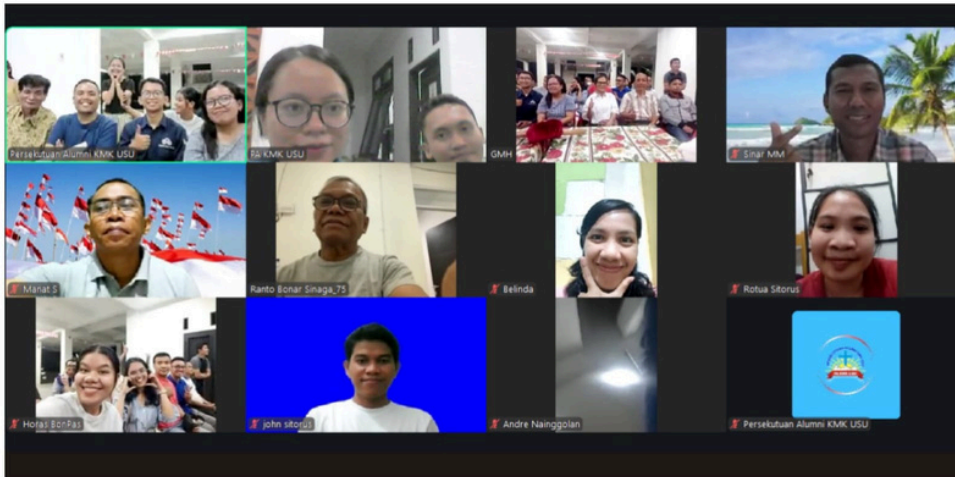 Persekutuan Alumni KMK USU
PA KMK USU
GMH
Sinar MM
Manat S
Ranto Bonar Sinaga_75
Belinda
Rotua Sitorus
Horas BonPas
john sitorus
Andre Nainggolan
Persekutuan Alumni KMK USU